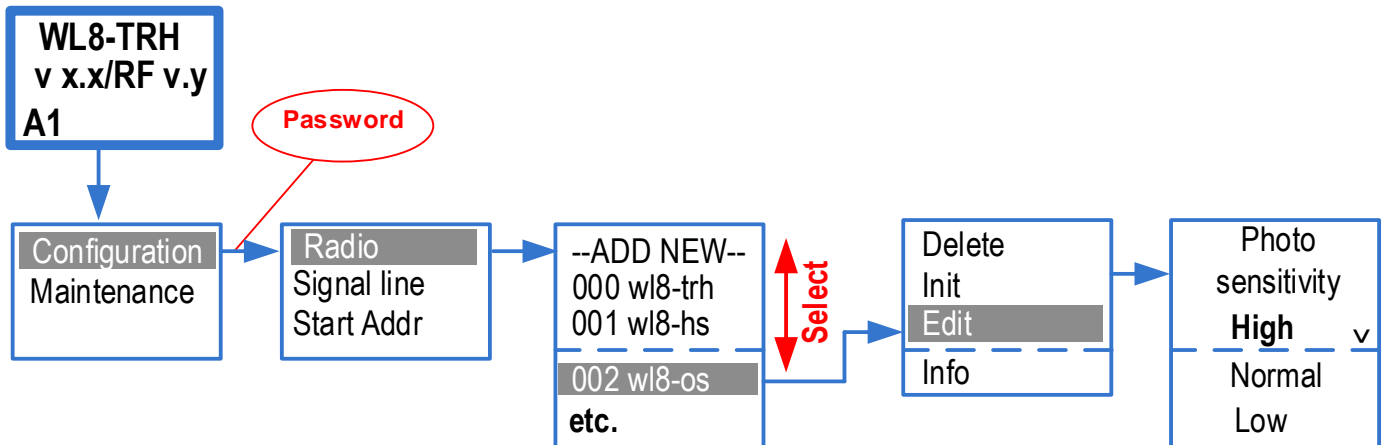 WL8-TRH
v x.x/RF v.y
A1
Password
Configuration
Maintenance
Radio
Signal line
Start Addr
--ADD NEW--
000 wl8-trh
001 wl8-hs
002 wl8-os
etc.
Select
Delete
Init
Edit
Info
Photo
sensitivity
High v
Normal
Low